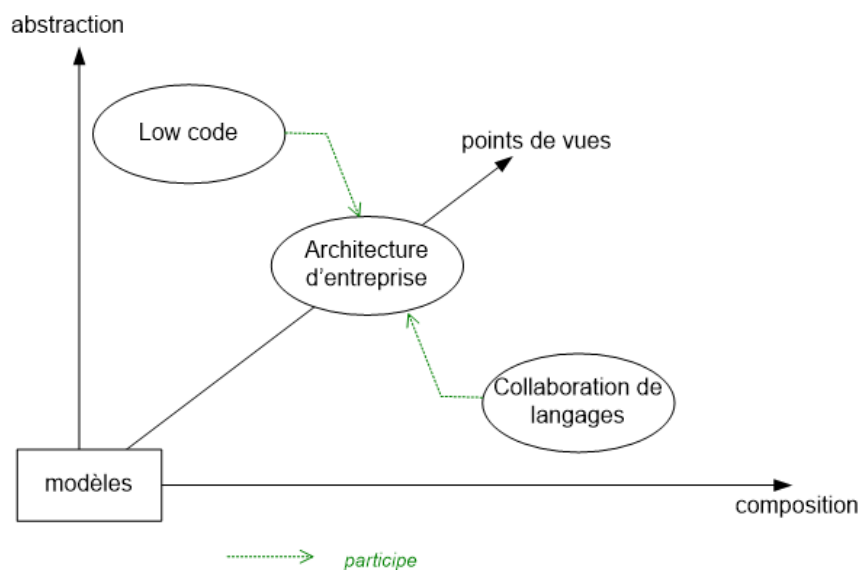 abstraction
Low code
points de vues
Architecture
d'entreprise
Collaboration de
langages
modèles
composition
participe